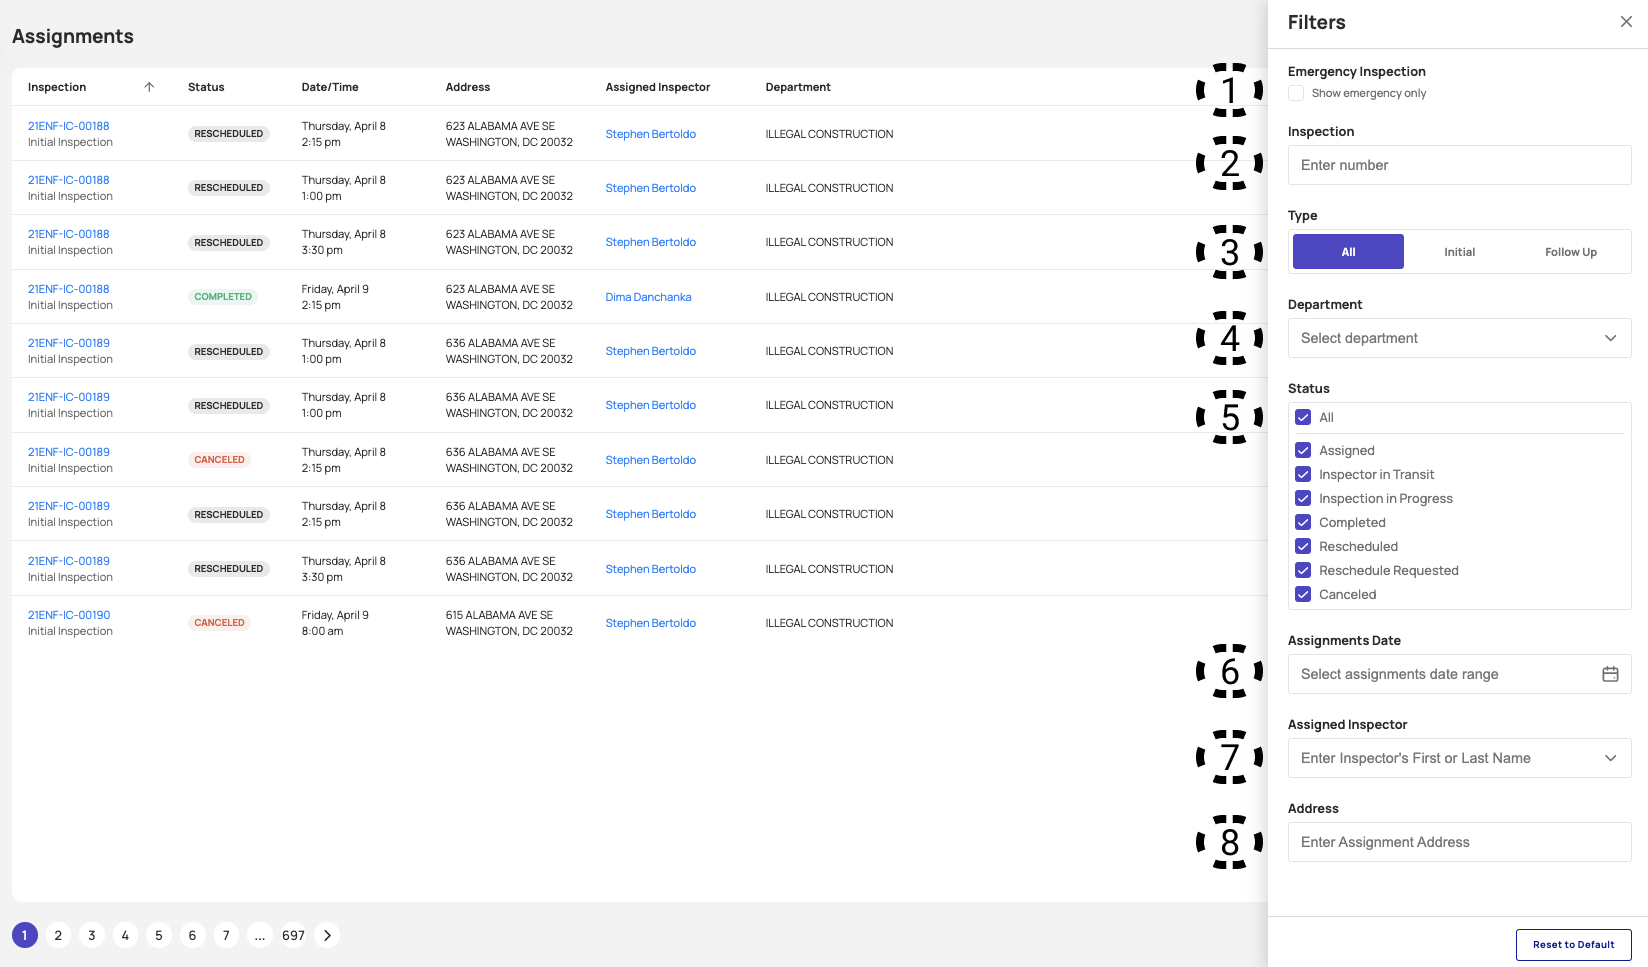 Assignments
Inspection Status Date/Time Address Assigned Inspector Department
21ENF-IC-00188
Initial Inspection
RESCHEDULED
Thursday, April 8
2:15 pm
623 ALABAMA AVE SE
WASHINGTON, DC 20032
Stephen Bertoldo
ILLEGAL CONSTRUCTION
21ENF-IC-00188
Initial Inspection
RESCHEDULED
Thursday, April 8
1:00 pm
623 ALABAMA AVE SE
WASHINGTON, DC 20032
Stephen Bertoldo
ILLEGAL CONSTRUCTION
21ENF-IC-00188
Initial Inspection
RESCHEDULED
Thursday, April 8
3:30 pm
623 ALABAMA AVE SE
WASHINGTON, DC 20032
Stephen Bertoldo
ILLEGAL CONSTRUCTION
21ENF-IC-00188
Initial Inspection
COMPLETED
Friday, April 9
2:15 pm
623 ALABAMA AVE SE
WASHINGTON, DC 20032
Dima Danchanka
ILLEGAL CONSTRUCTION
21ENF-IC-00189
Initial Inspection
RESCHEDULED
Thursday, April 8
1:00 pm
636 ALABAMA AVE SE
WASHINGTON, DC 20032
Stephen Bertoldo
ILLEGAL CONSTRUCTION
21ENF-IC-00189
Initial Inspection
RESCHEDULED
Thursday, April 8
1:00 pm
636 ALABAMA AVE SE
WASHINGTON, DC 20032
Stephen Bertoldo
ILLEGAL CONSTRUCTION
21ENF-IC-00189
Initial Inspection
CANCELED
Thursday, April 8
2:15 pm
636 ALABAMA AVE SE
WASHINGTON, DC 20032
Stephen Bertoldo
ILLEGAL CONSTRUCTION
21ENF-IC-00189
Initial Inspection
RESCHEDULED
Thursday, April 8
2:15 pm
636 ALABAMA AVE SE
WASHINGTON, DC 20032
Stephen Bertoldo
ILLEGAL CONSTRUCTION
21ENF-IC-00189
Initial Inspection
RESCHEDULED
Thursday, April 8
3:30 pm
636 ALABAMA AVE SE
WASHINGTON, DC 20032
Stephen Bertoldo
ILLEGAL CONSTRUCTION
21ENF-IC-00190
Initial Inspection
CANCELED
Friday, April 9
8:00 am
615 ALABAMA AVE SE
WASHINGTON, DC 20032
Stephen Bertoldo
ILLEGAL CONSTRUCTION
1 2 3 4 5 6 7 ... 697
Filters
1
Emergency Inspection
Show emergency only
2
Inspection
Enter number
3
Type
All Initial Follow Up
4
Department
Select department
5
Status
All
Assigned
Inspector in Transit
Inspection in Progress
Completed
Rescheduled
Reschedule Requested
Canceled
6
Assignments Date
Select assignments date range
7
Assigned Inspector
Enter Inspector's First or Last Name
8
Address
Enter Assignment Address
Reset to Default